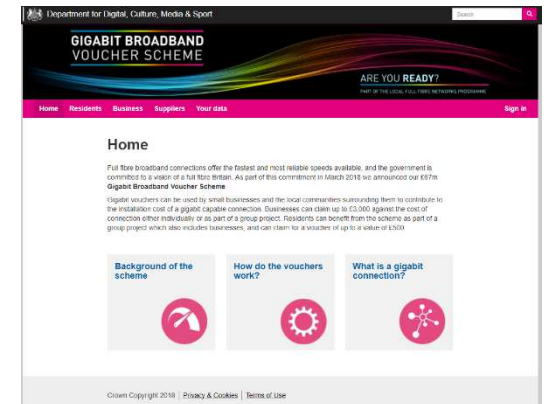 Department for Digital, Culture, Media & Sport
Search
GIGABIT BROADBAND
VOUCHER SCHEME
ARE YOU READY?
PART OF THE LOCAL FULL FIBRE NETWORKS PROGRAMME
Home Residents Business Suppliers Your data Sign in
Home
Full fibre broadband connections offer the fastest and most reliable speeds available, and the government is
committed to a vision of a full fibre Britain. As part of this commitment in March 2018 we announced our £67m
Gigabit Broadband Voucher Scheme
Gigabit vouchers can be used by small businesses and the local communities surrounding them to contribute to
the installation cost of a gigabit capable connection. Businesses can claim up to £3,000 against the cost of
connection either individually or as part of a group project. Residents can benefit from the scheme as part of a
group project which also includes businesses, and can claim for a voucher of up to a value of £500
Background of the
scheme
How do the vouchers
work?
What is a gigabit
connection?
Crown Copyright 2018 | Privacy & Cookies | Terms of Use